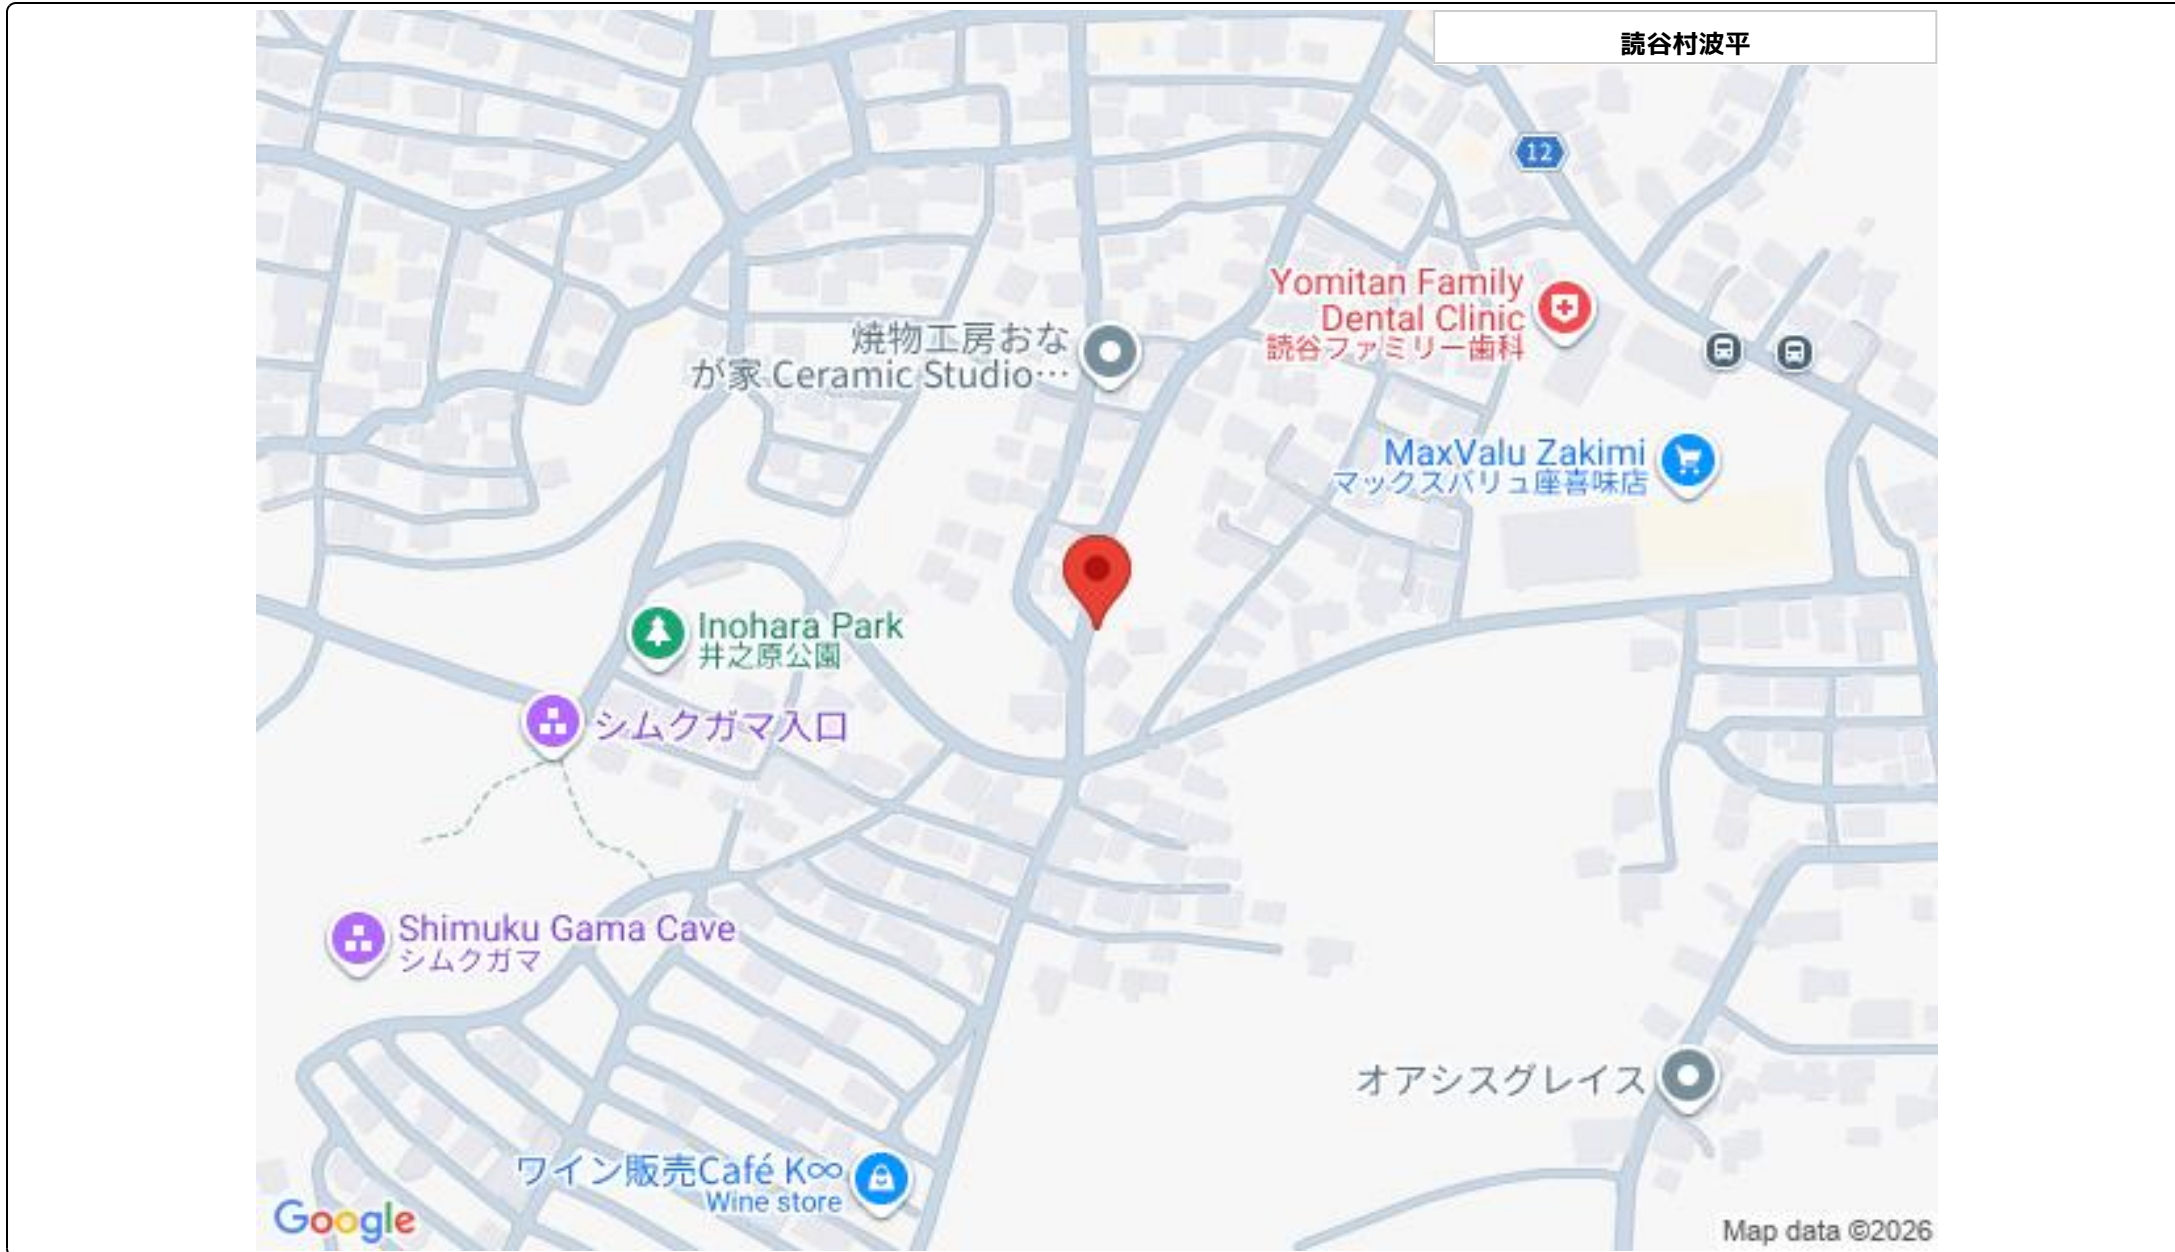 読谷村波平
12
Yomitan Family
Dental Clinic
読谷ファミリー歯科
焼物工房おな
が家 Ceramic Studio…
MaxValu Zakimi
マックスバリュ座喜味店
Inohara Park
井之原公園
シムクガマ入口
Shimuku Gama Cave
シムクガマ
オアシスグレイス
ワイン販売Café K∞
Wine store
Google
Map data ©2026